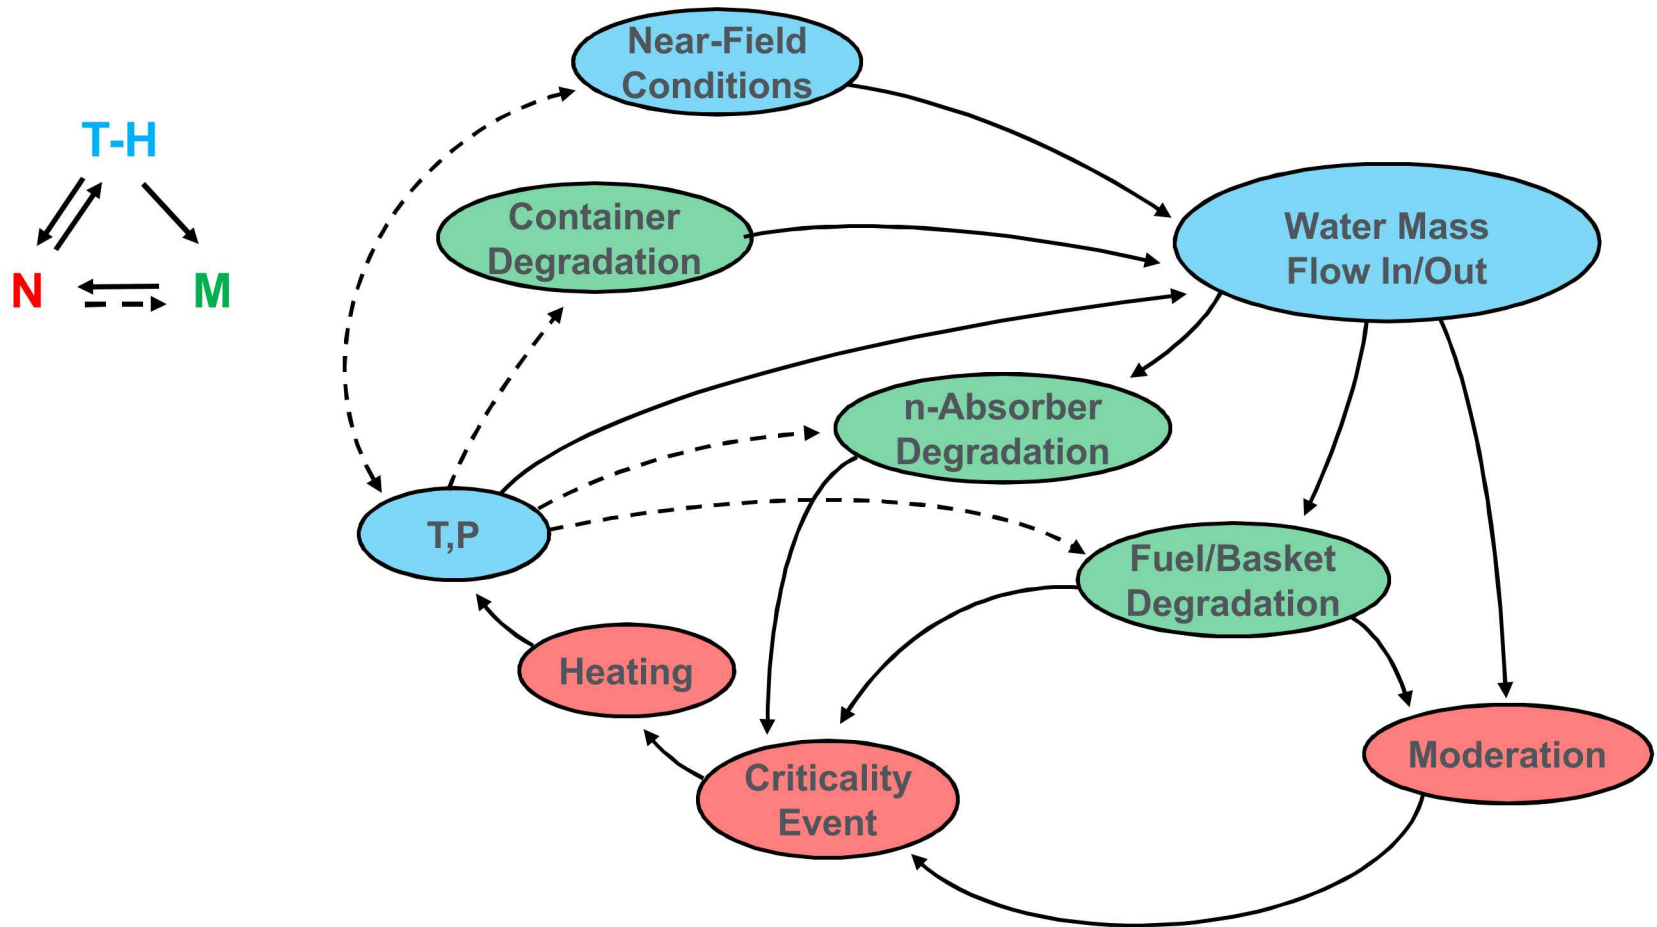 T-H
N
M
Near-Field
Conditions
Container
Degradation
Water Mass
Flow In/Out
n-Absorber
Degradation
T,P
Fuel/Basket
Degradation
Heating
Criticality
Event
Moderation